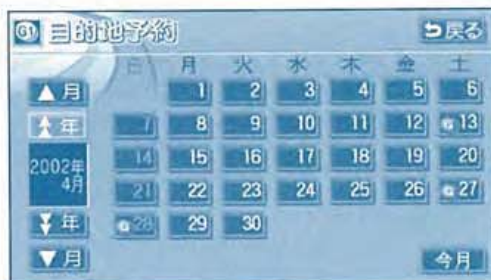 G1 目的地予約 戻る
日 月 火 水 木 金 土
▲月 1 2 3 4 5 6
年 7 8 9 10 11 12 G 13
2002年 14 15 16 17 18 19 20
4月 21 22 23 24 25 26 G 27
年 G 28 29 30
▼月 今月